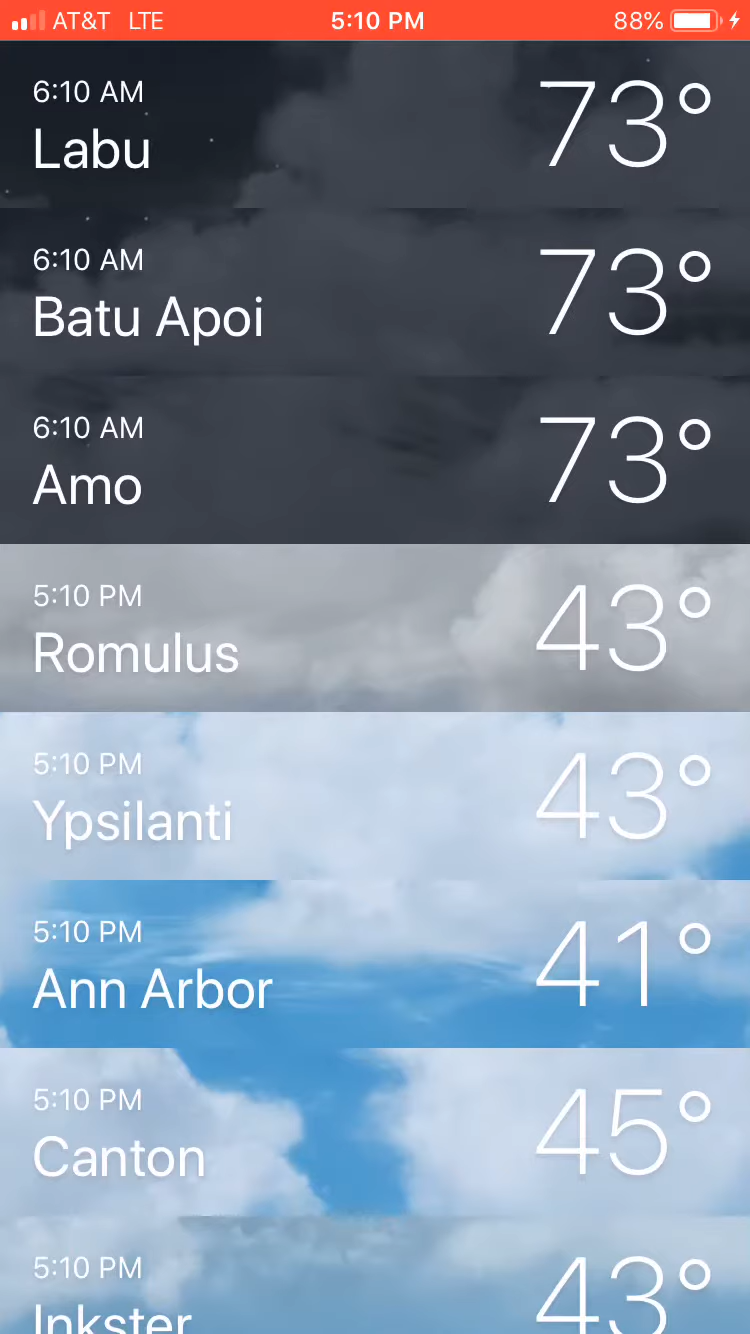 AT&T LTE 5:10 PM 88%
6:10 AM
Labu 73°
6:10 AM
Batu Apoi 73°
6:10 AM
Amo 73°
5:10 PM
Romulus 43°
5:10 PM
Ypsilanti 43°
5:10 PM
Ann Arbor 41°
5:10 PM
Canton 45°
5:10 PM
Inkster 43°